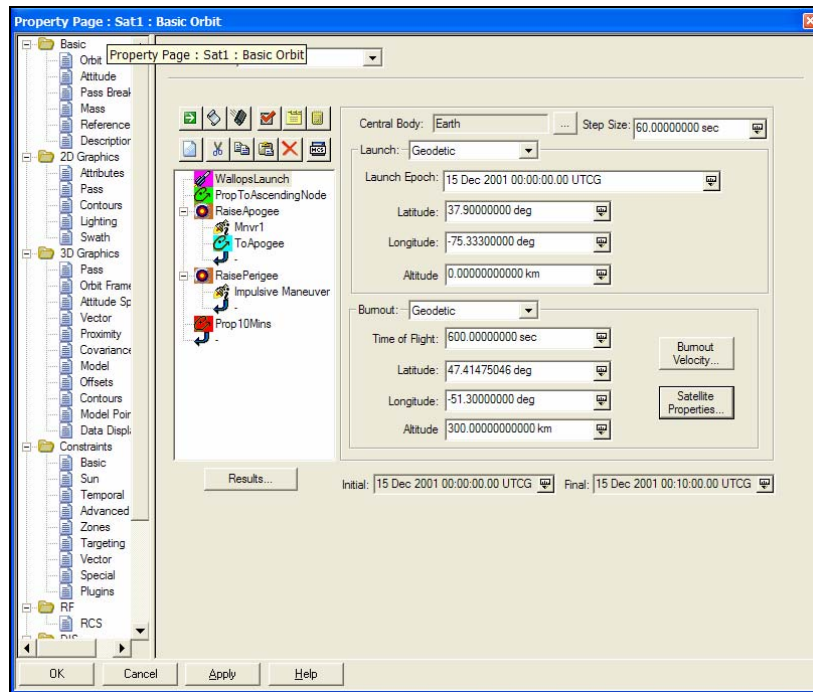 Property Page : Sat1 : Basic Orbit
Basic
Orbit
Property Page : Sat1 : Basic Orbit
Attitude
Pass Break
Mass
Reference
Description
2D Graphics
Attributes
Pass
Contours
Lighting
Swath
3D Graphics
Pass
Orbit Frame
Attitude Sp
Vector
Proximity
Covariance
Model
Offsets
Contours
Model Poin
Data Displ
Constraints
Basic
Sun
Temporal
Advanced
Zones
Targeting
Vector
Special
Plugins
RF
RCS
MCS
WallopsLaunch
PropToAscendingNode
RaiseApogee
Mnvr1
ToApogee
-
RaisePerigee
Impulsive Maneuver
-
Prop10Mins
-
Results...
Central Body: Earth ... Step Size: 60.00000000 sec
Launch: Geodetic
Launch Epoch: 15 Dec 2001 00:00:00.00 UTCG
Latitude: 37.90000000 deg
Longitude: -75.33300000 deg
Altitude 0.00000000000 km
Burnout: Geodetic
Time of Flight: 600.00000000 sec
Latitude: 47.41475046 deg
Longitude: -51.30000000 deg
Altitude 300.00000000000 km
Burnout Velocity...
Satellite Properties...
Initial: 15 Dec 2001 00:00:00.00 UTCG Final: 15 Dec 2001 00:10:00.00 UTCG
OK Cancel Apply Help